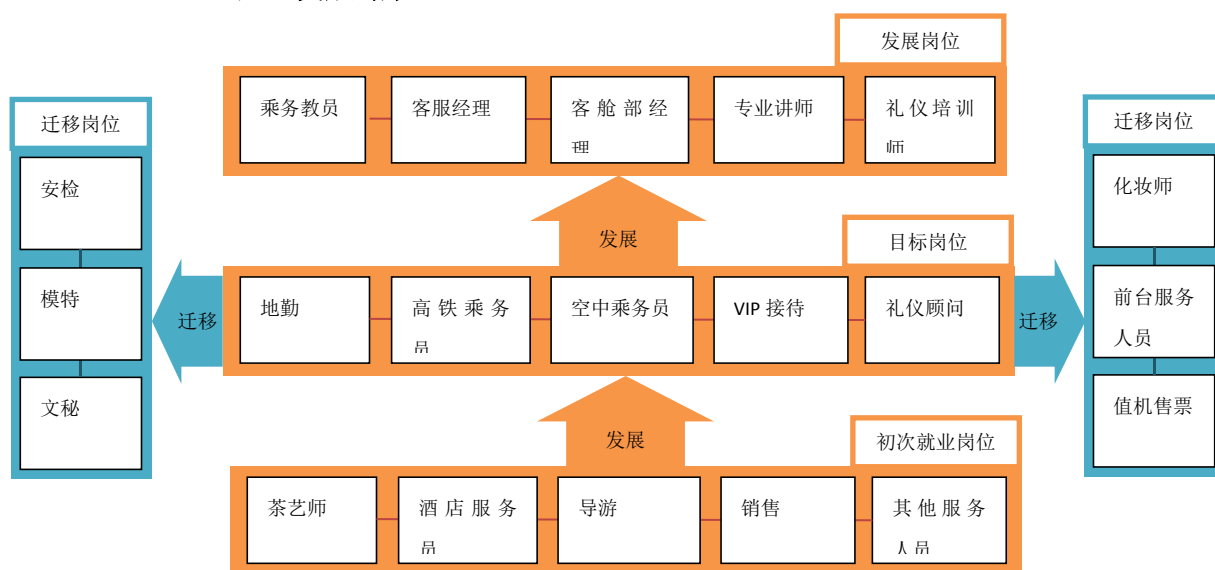 发展岗位
乘务教员
客服经理
客舱部经
理
专业讲师
礼仪培训
师
迁移岗位
安检
模特
文秘
迁移岗位
化妆师
前台服务
人员
值机售票
发展
目标岗位
迁移
地勤
高铁乘务
员
空中乘务员
VIP 接待
礼仪顾问
迁移
发展
初次就业岗位
茶艺师
酒店服务
员
导游
销售
其他服务
人员